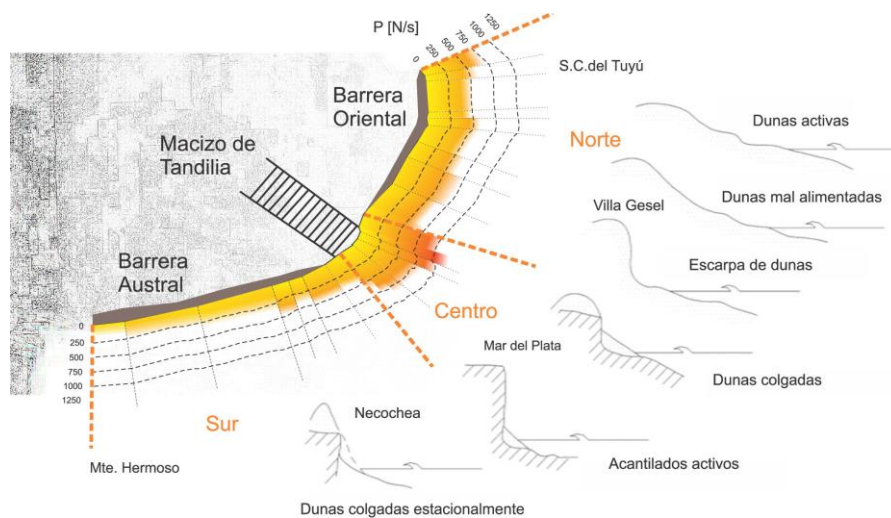 P [N/s]
0
250
500
750
1000
1250
S.C.del Tuyú
Barrera
Oriental
Macizo de
Tandilia
Norte
Dunas activas
Dunas mal alimentadas
Villa Gesel
Escarpa de dunas
Barrera
Austral
Centro
Mar del Plata
Dunas colgadas
0
250
500
750
1000
1250
Sur
Necochea
Mte. Hermoso
Acantilados activos
Dunas colgadas estacionalmente